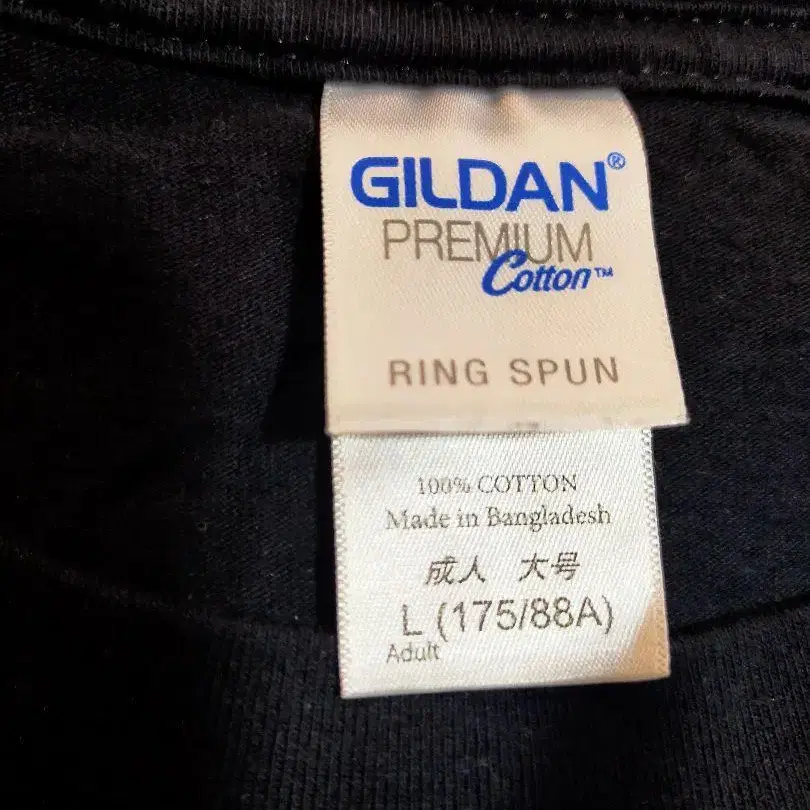 GILDAN®
PREMIUM
Cotton™
RING SPUN
100% COTTON
Made in Bangladesh
成人 大号
L (175/88A)
Adult